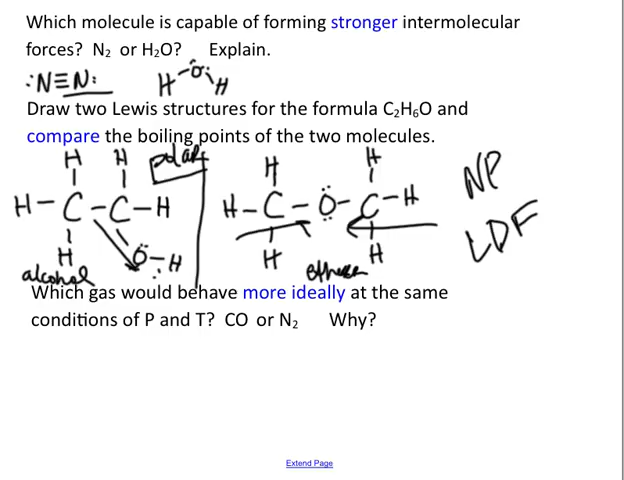 Which molecule is capable of forming stronger intermolecular
forces? N₂ or H₂O? Explain.
:N≡N: H-Ö-H
Draw two Lewis structures for the formula C₂H₆O and
compare the boiling points of the two molecules.
H H polar H H
H-C-C-H H-C-O-C-H NP
H O-H H H LDF
alcohol ether
Which gas would behave more ideally at the same
conditions of P and T? CO or N₂ Why?
Extend Page